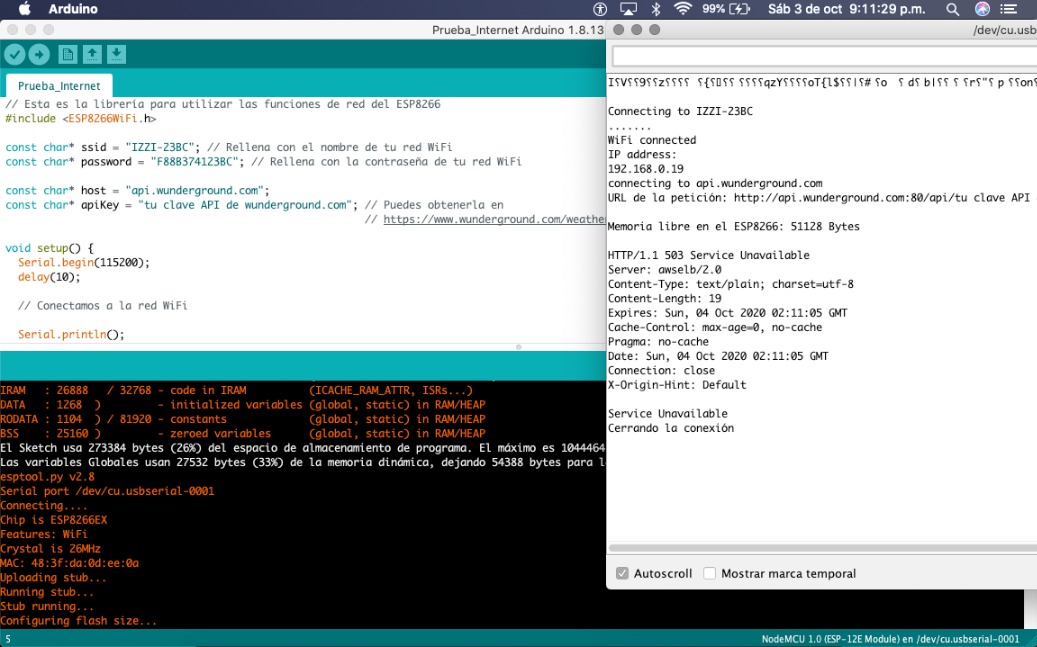 Arduino
99%
Sáb 3 de oct 9:11:29 p.m.
Prueba_Internet Arduino 1.8.13
/dev/cu.usb
Prueba_Internet
// Esta es la librería para utilizar las funciones de red del ESP8266
#include <ESP8266WiFi.h>
const char* ssid = "IZZI-23BC"; // Rellena con el nombre de tu red WiFi
const char* password = "F88B374123BC"; // Rellena con la contraseña de tu red WiFi
const char* host = "api.wunderground.com";
const char* apiKey = "tu clave API de wunderground.com"; // Puedes obtenerla en
// https://www.wunderground.com/weathe
void setup() {
Serial.begin(115200);
delay(10);
// Conectamos a la red WiFi
Serial.println();
IRAM : 26888 / 32768 - code in IRAM (ICACHE_RAM_ATTR, ISRs...)
DATA : 1268 ) - initialized variables (global, static) in RAM/HEAP
RODATA : 1104 ) / 81920 - constants (global, static) in RAM/HEAP
BSS : 25160 ) - zeroed variables (global, static) in RAM/HEAP
El Sketch usa 273384 bytes (26%) del espacio de almacenamiento de programa. El máximo es 1044464
Las variables Globales usan 27532 bytes (33%) de la memoria dinámica, dejando 54388 bytes para l
esptool.py v2.8
Serial port /dev/cu.usbserial-0001
Connecting....
Chip is ESP8266EX
Features: WiFi
Crystal is 26MHz
MAC: 48:3f:da:0d:ee:0a
Uploading stub...
Running stub...
Stub running...
Configuring flash size...
Connecting to IZZI-23BC
.......
WiFi connected
IP address:
192.168.0.19
connecting to api.wunderground.com
URL de la petición: http://api.wunderground.com:80/api/tu clave API
Memoria libre en el ESP8266: 51128 Bytes
HTTP/1.1 503 Service Unavailable
Server: awselb/2.0
Content-Type: text/plain; charset=utf-8
Content-Length: 19
Expires: Sun, 04 Oct 2020 02:11:05 GMT
Cache-Control: max-age=0, no-cache
Pragma: no-cache
Date: Sun, 04 Oct 2020 02:11:05 GMT
Connection: close
X-Origin-Hint: Default
Service Unavailable
Cerrando la conexión
Autoscroll
Mostrar marca temporal
5
NodeMCU 1.0 (ESP-12E Module) en /dev/cu.usbserial-0001